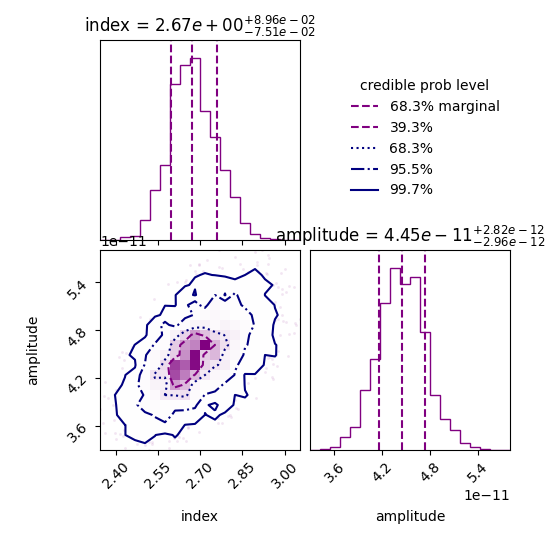 index = 2.67e+00+8.96e−02−7.51e−02
credible prob level
68.3% marginal
39.3%
68.3%
95.5%
99.7%
1e−11
amplitude = 4.45e−11+2.82e−12−2.96e−12
amplitude
5.4
4.8
4.2
3.6
2.40 2.55 2.70 2.85 3.00
3.6 4.2 4.8 5.4
1e−11
index
amplitude